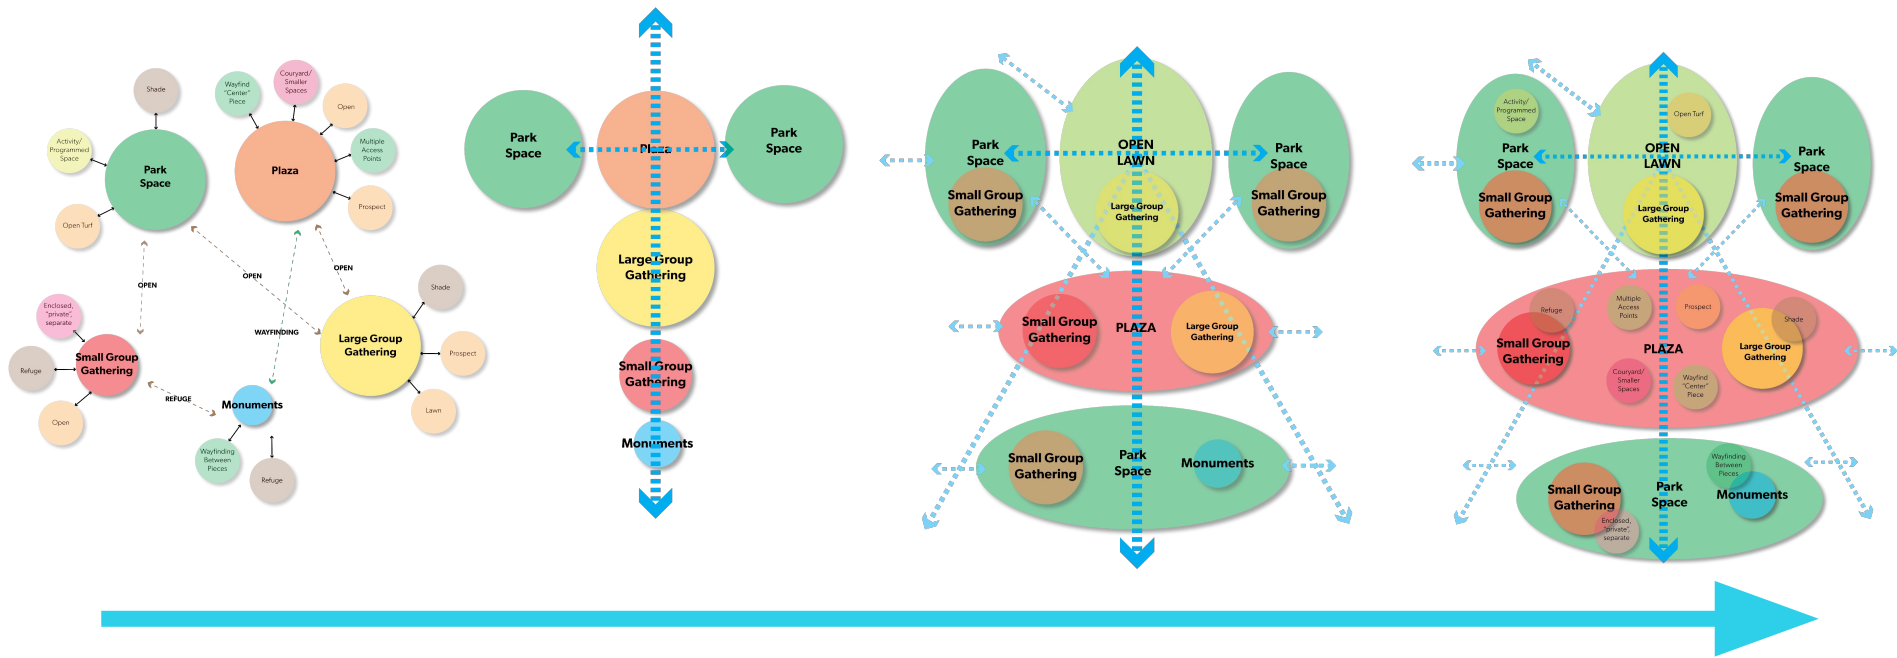 Shade
Activity/
Programmed
Space
Park
Space
Open Turf
Wayfind
"Center"
Piece
Couryard/
Smaller
Spaces
Open
Multiple
Access
Points
Plaza
Prospect
OPEN
OPEN
OPEN
WAYFINDING
Enclosed,
"private",
separate
Small Group
Gathering
Refuge
Open
REFUGE
Monuments
Wayfinding
Between
Pieces
Refuge
Shade
Large Group
Gathering
Prospect
Lawn
Park
Space
Plaza
Park
Space
Large Group
Gathering
Small Group
Gathering
Monuments
Park
Space
Small Group
Gathering
OPEN
LAWN
Large Group
Gathering
Park
Space
Small Group
Gathering
Small Group
Gathering
PLAZA
Large Group
Gathering
Small Group
Gathering
Park
Space
Monuments
Activity/
Programmed
Space
Park
Space
Small Group
Gathering
Open Turf
OPEN
LAWN
Large Group
Gathering
Park
Space
Small Group
Gathering
Refuge
Small Group
Gathering
Multiple
Access
Points
Prospect
Shade
PLAZA
Large Group
Gathering
Couryard/
Smaller
Spaces
Wayfind
"Center"
Piece
Small Group
Gathering
Enclosed,
"private",
separate
Park
Space
Wayfinding
Between
Pieces
Monuments